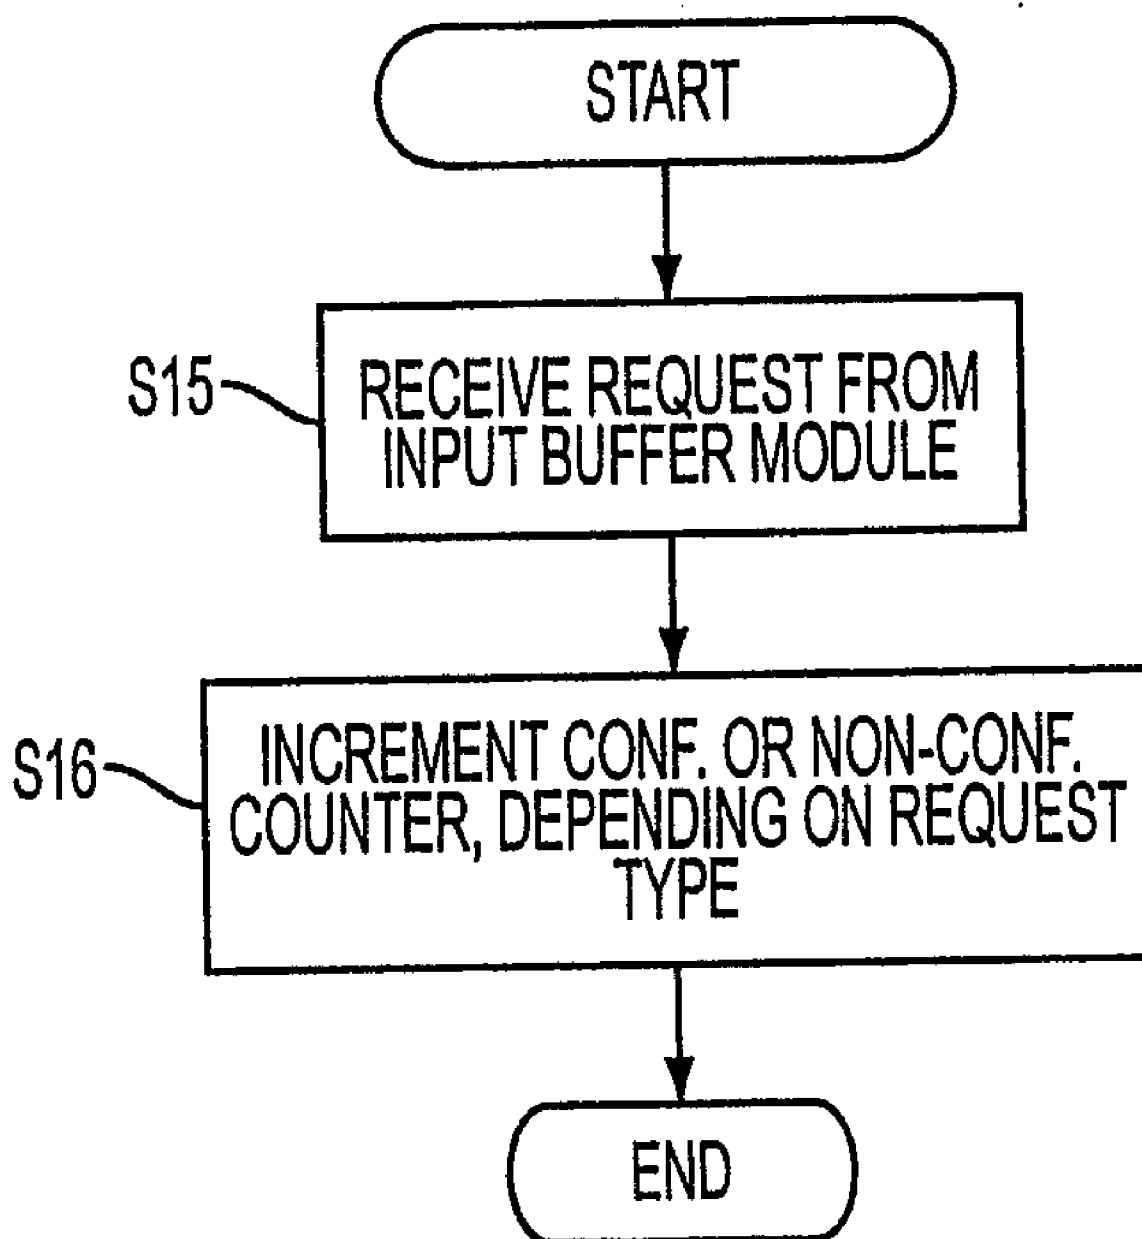 START
S15
RECEIVE REQUEST FROM
INPUT BUFFER MODULE
S16
INCREMENT CONF. OR NON-CONF.
COUNTER, DEPENDING ON REQUEST
TYPE
END